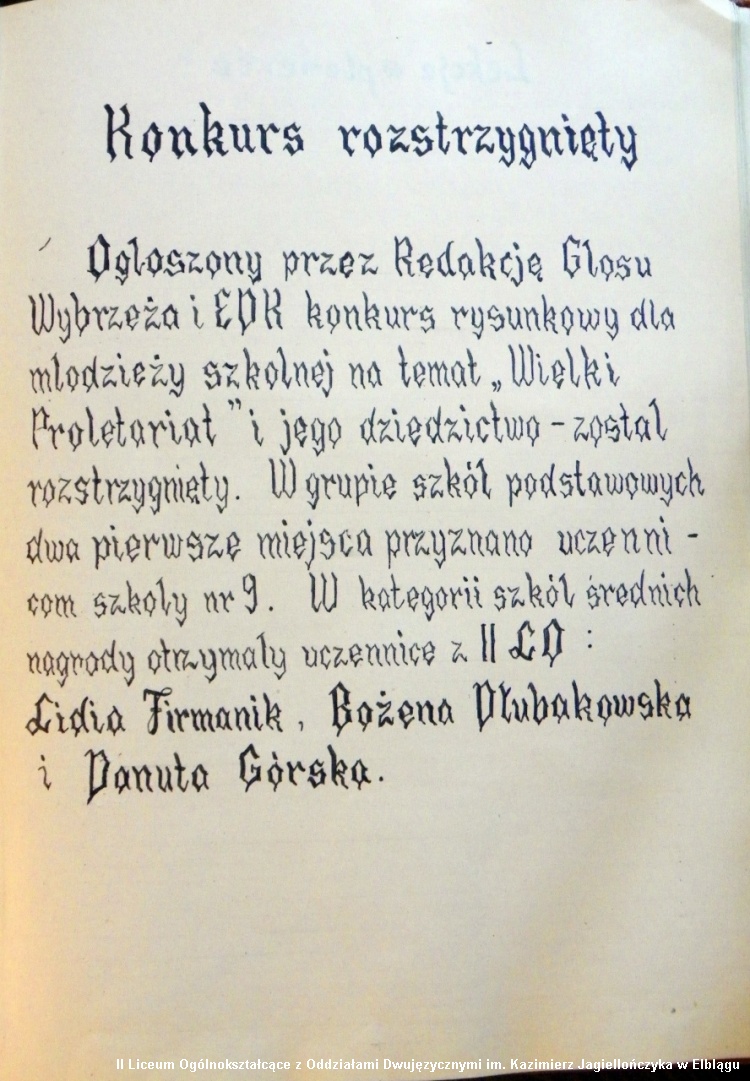 Konkurs rozstrzygnięty
Ogłoszony przez Redakcję Głosu
Wybrzeża i EDK konkurs rysunkowy dla
młodzieży szkolnej na temat „Wielki
Proletariat” i jego dziedzictwo - został
rozstrzygnięty. W grupie szkół podstawowych
dwa pierwsze miejsca przyznano uczenni -
com szkoły nr 9. W kategorii szkół średnich
nagrody otrzymały uczennice z II LO :
Lidia Firmanik, Bożena Dłubakowska
i Danuta Górska.
II Liceum Ogólnokształcące z Oddziałami Dwujęzycznymi im. Kazimierz Jagiellończyka w Elblągu